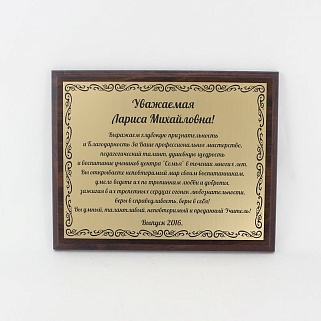 Уважаемая
Лариса Михайловна!
Выражаем глубокую признательность
и Благодарность За Ваше профессиональное мастерство,
педагогический талант, душевную щедрость
и воспитании учеников центра "Семья" в течение многих лет.
Вы открываете неповторимый мир своим воспитанникам,
умело ведете их по тропинкам любви и доброты,
зажигая в их трепетных сердцах огонек любознательности,
веры в справедливость, веры в себя!
Вы умный, талантливый, неповторимый и преданный Учитель!
Выпуск 2016.